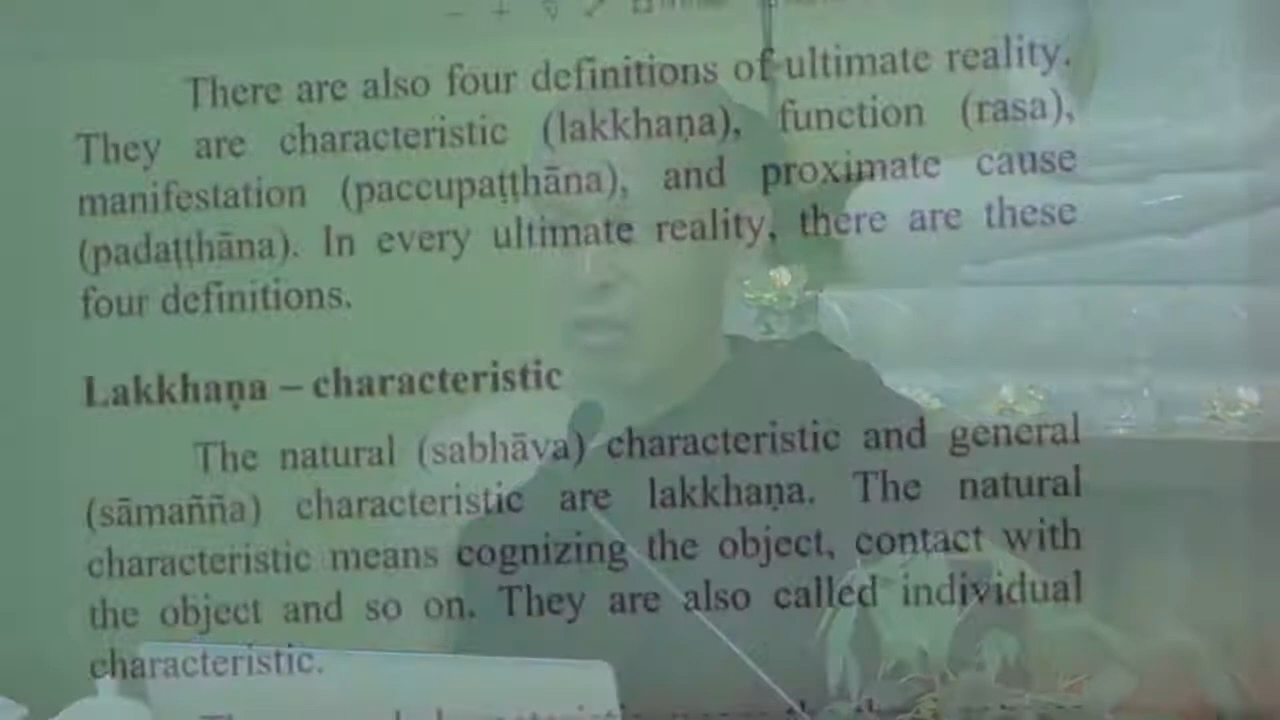 There are also four definitions of ultimate reality.
They are characteristic (lakkhaṇa), function (rasa),
manifestation (paccupaṭṭhāna), and proximate cause
(padaṭṭhāna). In every ultimate reality, there are these
four definitions.
Lakkhaṇa – characteristic
The natural (sabhāva) characteristic and general
(sāmañña) characteristic are lakkhaṇa. The natural
characteristic means cognizing the object, contact with
the object and so on. They are also called individual
characteristic.